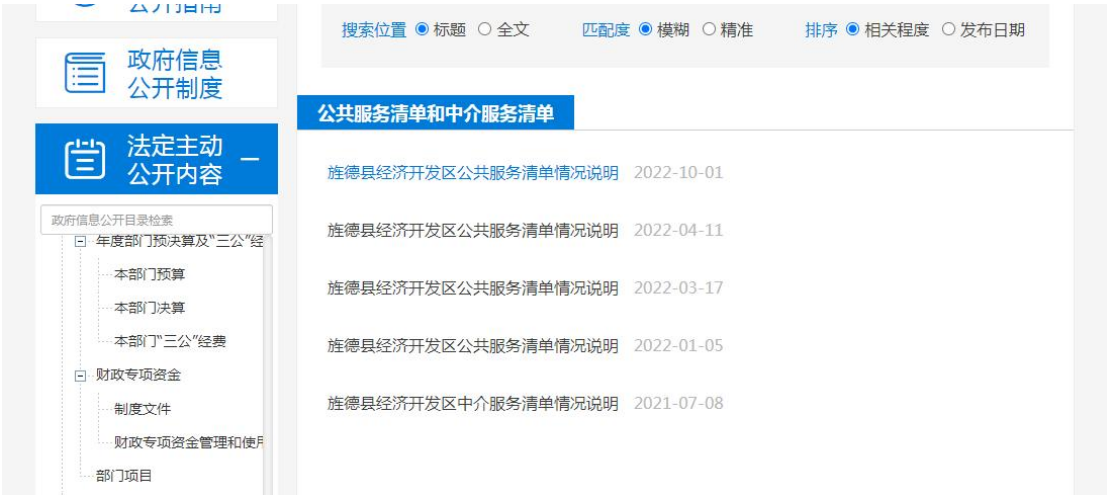 公开指南
政府信息
公开制度
法定主动
公开内容
政府信息公开目录检索
年度部门预决算及“三公”经
本部门预算
本部门决算
本部门“三公”经费
财政专项资金
制度文件
财政专项资金管理和使用
部门项目
搜索位置 标题 全文 匹配度 模糊 精准 排序 相关程度 发布日期
公共服务清单和中介服务清单
旌德县经济开发区公共服务清单情况说明 2022-10-01
旌德县经济开发区公共服务清单情况说明 2022-04-11
旌德县经济开发区公共服务清单情况说明 2022-03-17
旌德县经济开发区公共服务清单情况说明 2022-01-05
旌德县经济开发区中介服务清单情况说明 2021-07-08